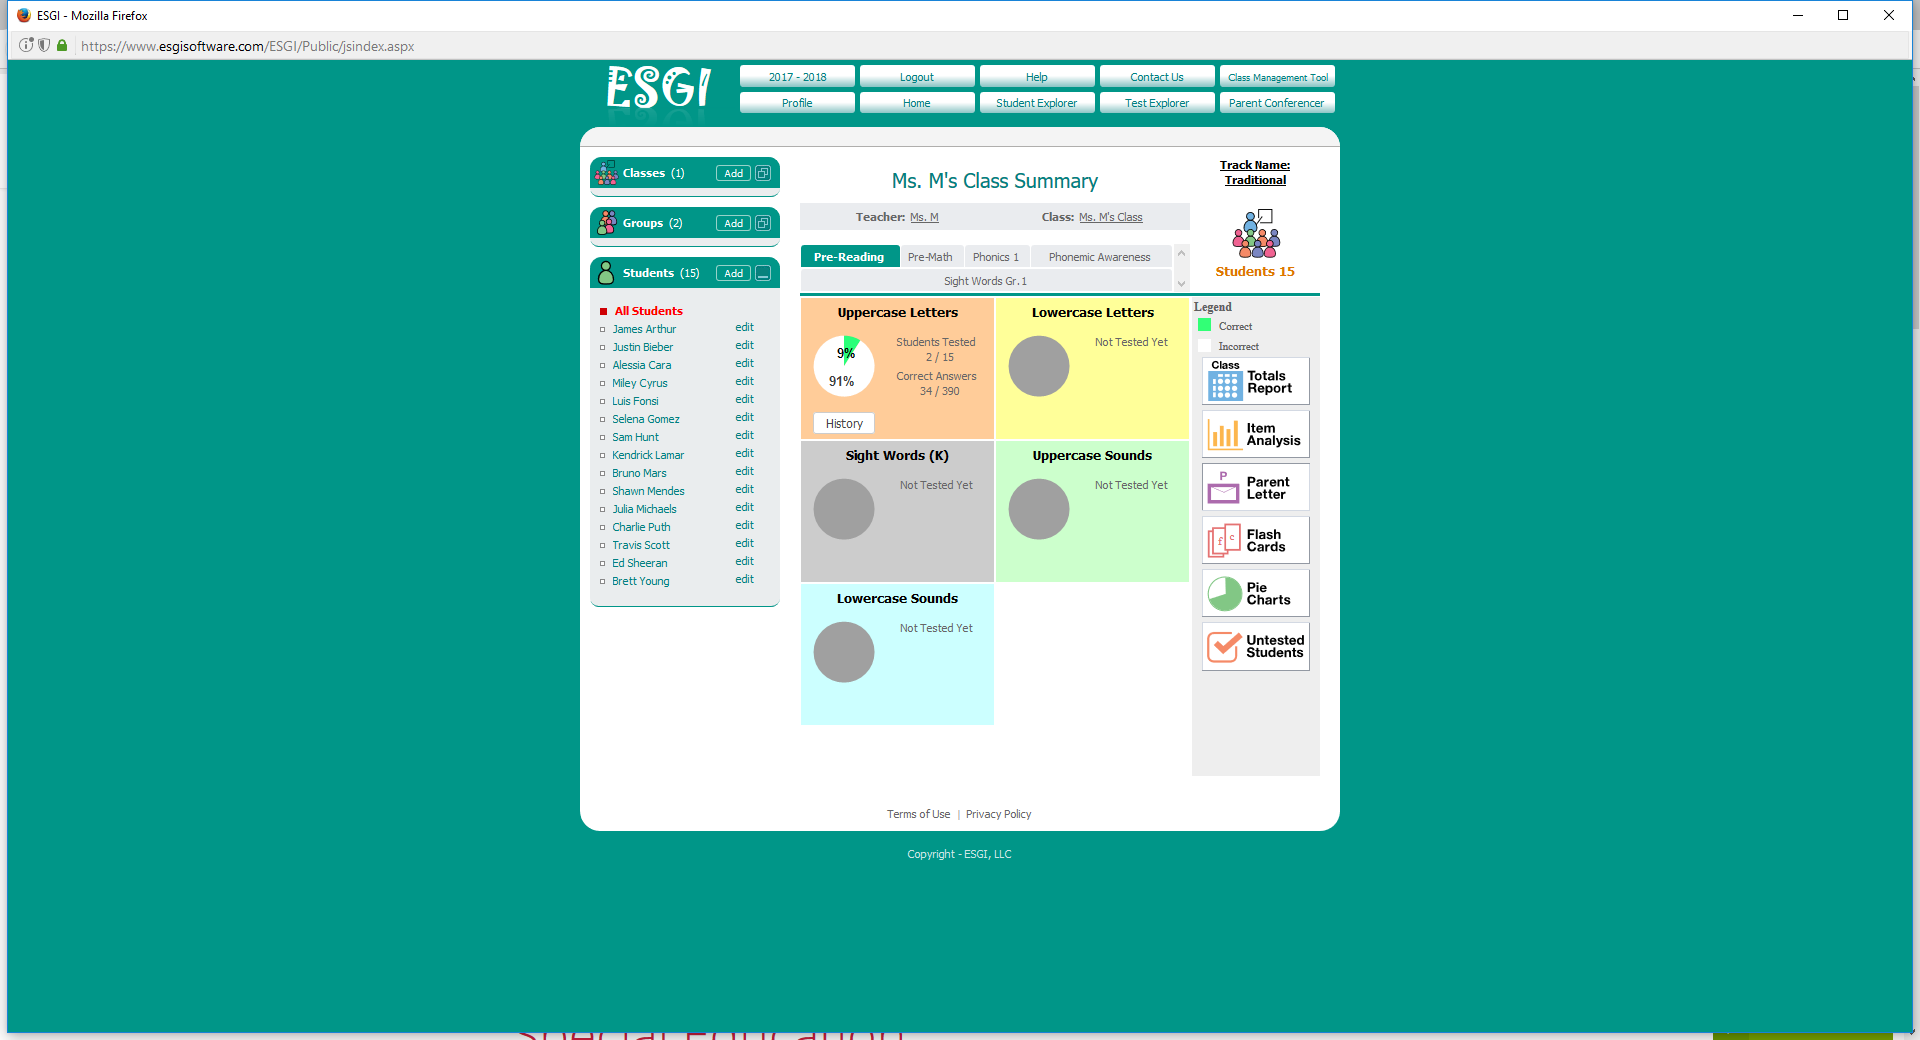 ESGI - Mozilla Firefox
https://www.esgisoftware.com/ESGI/Public/jsindex.aspx
ESGI
2017 - 2018
Logout
Help
Contact Us
Class Management Tool
Profile
Home
Student Explorer
Test Explorer
Parent Conferencer
Classes (1)
Add
Groups (2)
Add
Students (15)
Add
All Students
James Arthur edit
Justin Bieber edit
Alessia Cara edit
Miley Cyrus edit
Luis Fonsi edit
Selena Gomez edit
Sam Hunt edit
Kendrick Lamar edit
Bruno Mars edit
Shawn Mendes edit
Julia Michaels edit
Charlie Puth edit
Travis Scott edit
Ed Sheeran edit
Brett Young edit
Ms. M's Class Summary
Teacher: Ms. M
Class: Ms. M's Class
Pre-Reading
Pre-Math
Phonics 1
Phonemic Awareness
Sight Words Gr.1
Track Name:
Traditional
Students 15
Uppercase Letters
9%
91%
Students Tested
2 / 15
Correct Answers
34 / 390
History
Lowercase Letters
Not Tested Yet
Sight Words (K)
Not Tested Yet
Uppercase Sounds
Not Tested Yet
Lowercase Sounds
Not Tested Yet
Legend
Correct
Incorrect
Class
Totals
Report
Item
Analysis
P
Parent
Letter
f c
Flash
Cards
Pie
Charts
Untested
Students
Terms of Use | Privacy Policy
Copyright - ESGI, LLC
Special Education